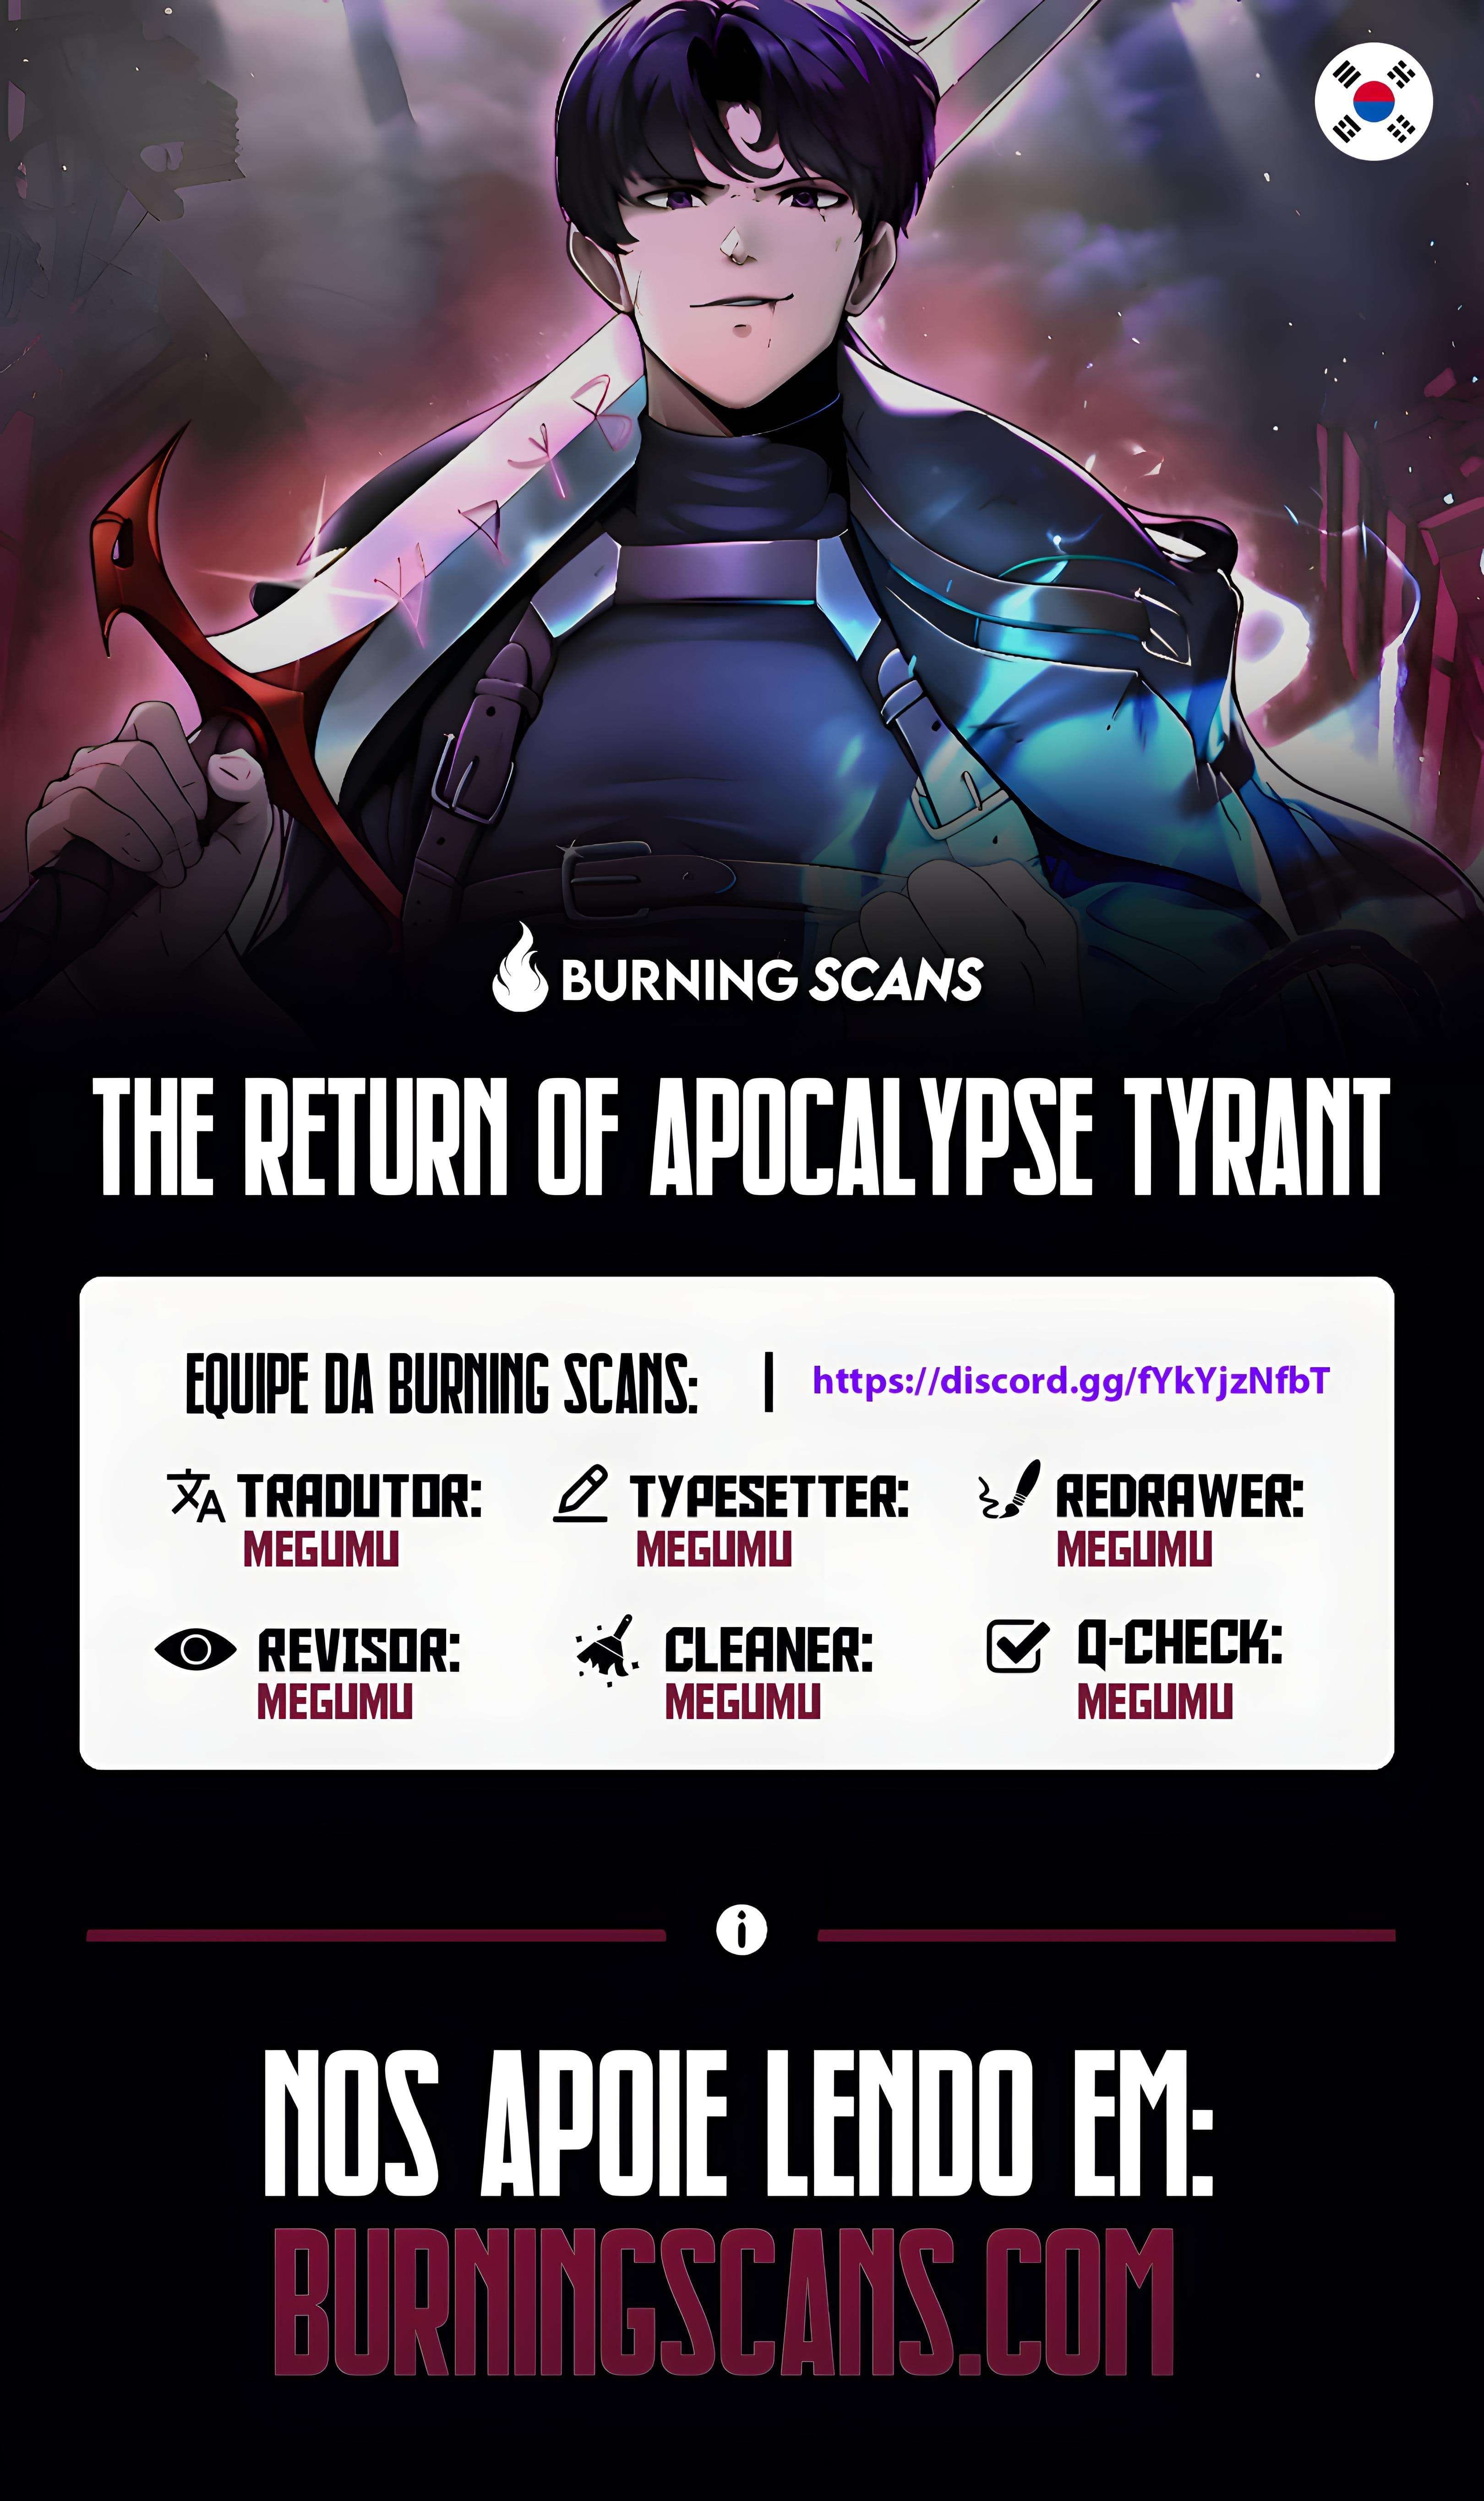 BURNING SCANS
THE RETURN OF APOCALYPSE TYRANT
EQUIPE DA BURNING SCANS: | https://discord.gg/fYkYjzNfbT
TRADUTOR: TYPESETTER: REDRAWER:
MEGUMU MEGUMU MEGUMU
REVISOR: CLEANER: Q-CHECK:
MEGUMU MEGUMU MEGUMU
NOS APOIE LENDO EM:
BURNINGSCANS.COM